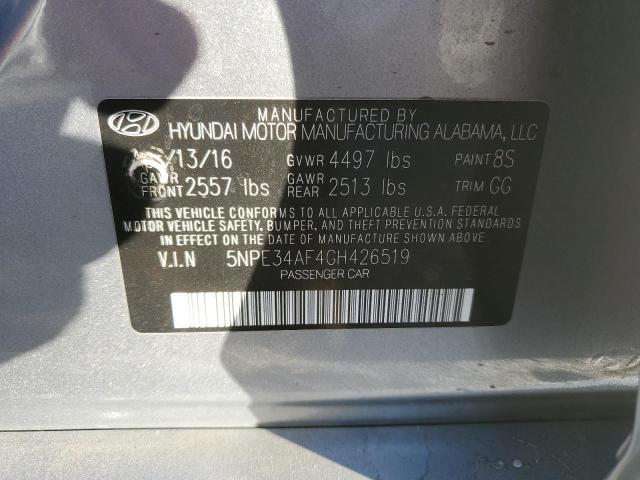 MANUFACTURED BY
HYUNDAI MOTOR MANUFACTURING ALABAMA, LLC
/13/16 GVWR 4497 lbs PAINT 8S
GAWR FRONT 2557 lbs GAWR REAR 2513 lbs TRIM GG
THIS VEHICLE CONFORMS TO ALL APPLICABLE U.S.A. FEDERAL
MOTOR VEHICLE SAFETY, BUMPER, AND THEFT PREVENTION STANDARDS
IN EFFECT ON THE DATE OF MANUFACTURE SHOWN ABOVE.
V.I.N 5NPE34AF4GH426519
PASSENGER CAR